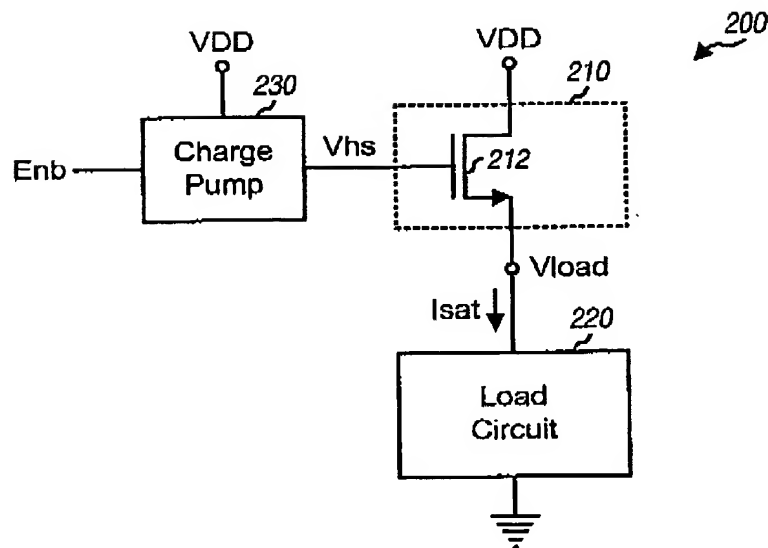 200
VDD
VDD
230
210
Enb
Charge
Pump
Vhs
212
Vload
Isat
220
Load
Circuit